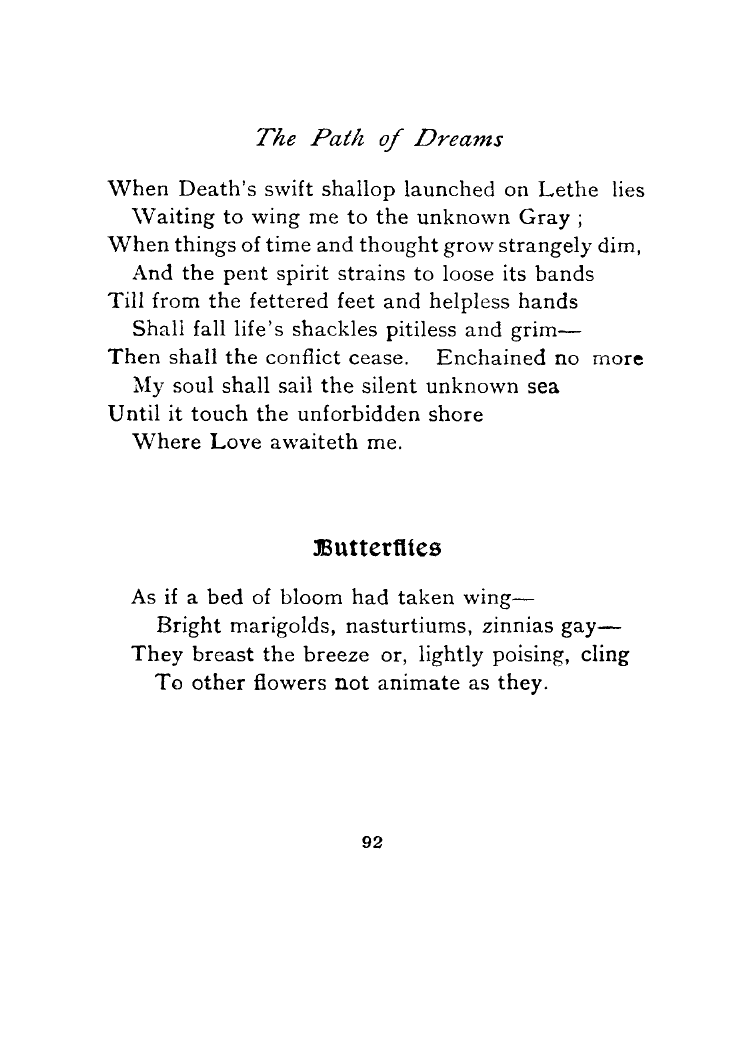 The Path of Dreams
When Death's swift shallop launched on Lethe lies
Waiting to wing me to the unknown Gray ;
When things of time and thought grow strangely dim,
And the pent spirit strains to loose its bands
Till from the fettered feet and helpless hands
Shall fall life's shackles pitiless and grim—
Then shall the conflict cease. Enchained no more
My soul shall sail the silent unknown sea
Until it touch the unforbidden shore
Where Love awaiteth me.
Butterflies
As if a bed of bloom had taken wing—
Bright marigolds, nasturtiums, zinnias gay—
They breast the breeze or, lightly poising, cling
To other flowers not animate as they.
92